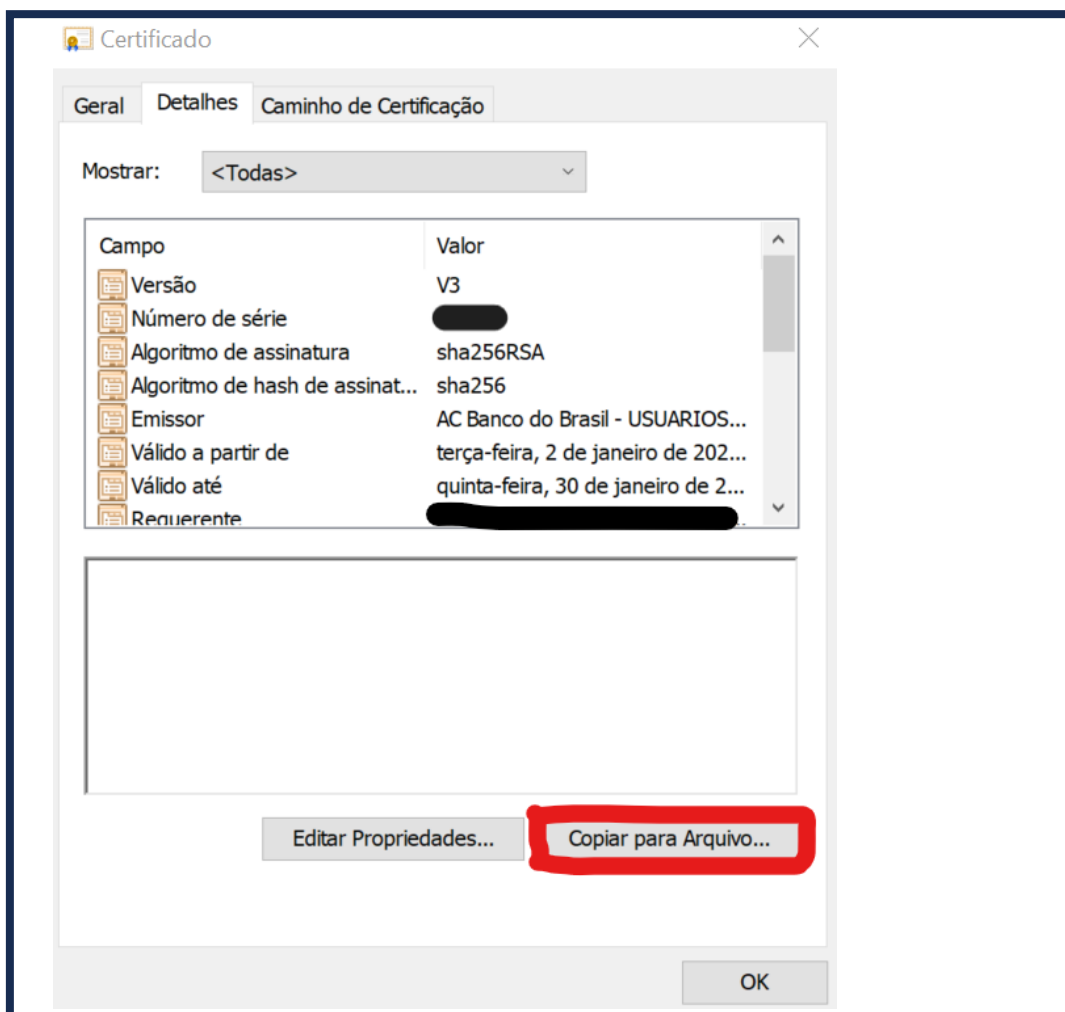 Certificado
Geral Detalhes Caminho de Certificação
Mostrar: <Todas>
Campo Valor
Versão V3
Número de série
Algoritmo de assinatura sha256RSA
Algoritmo de hash de assinat... sha256
Emissor AC Banco do Brasil - USUARIOS...
Válido a partir de terça-feira, 2 de janeiro de 202...
Válido até quinta-feira, 30 de janeiro de 2...
Requerente
Editar Propriedades... Copiar para Arquivo...
OK